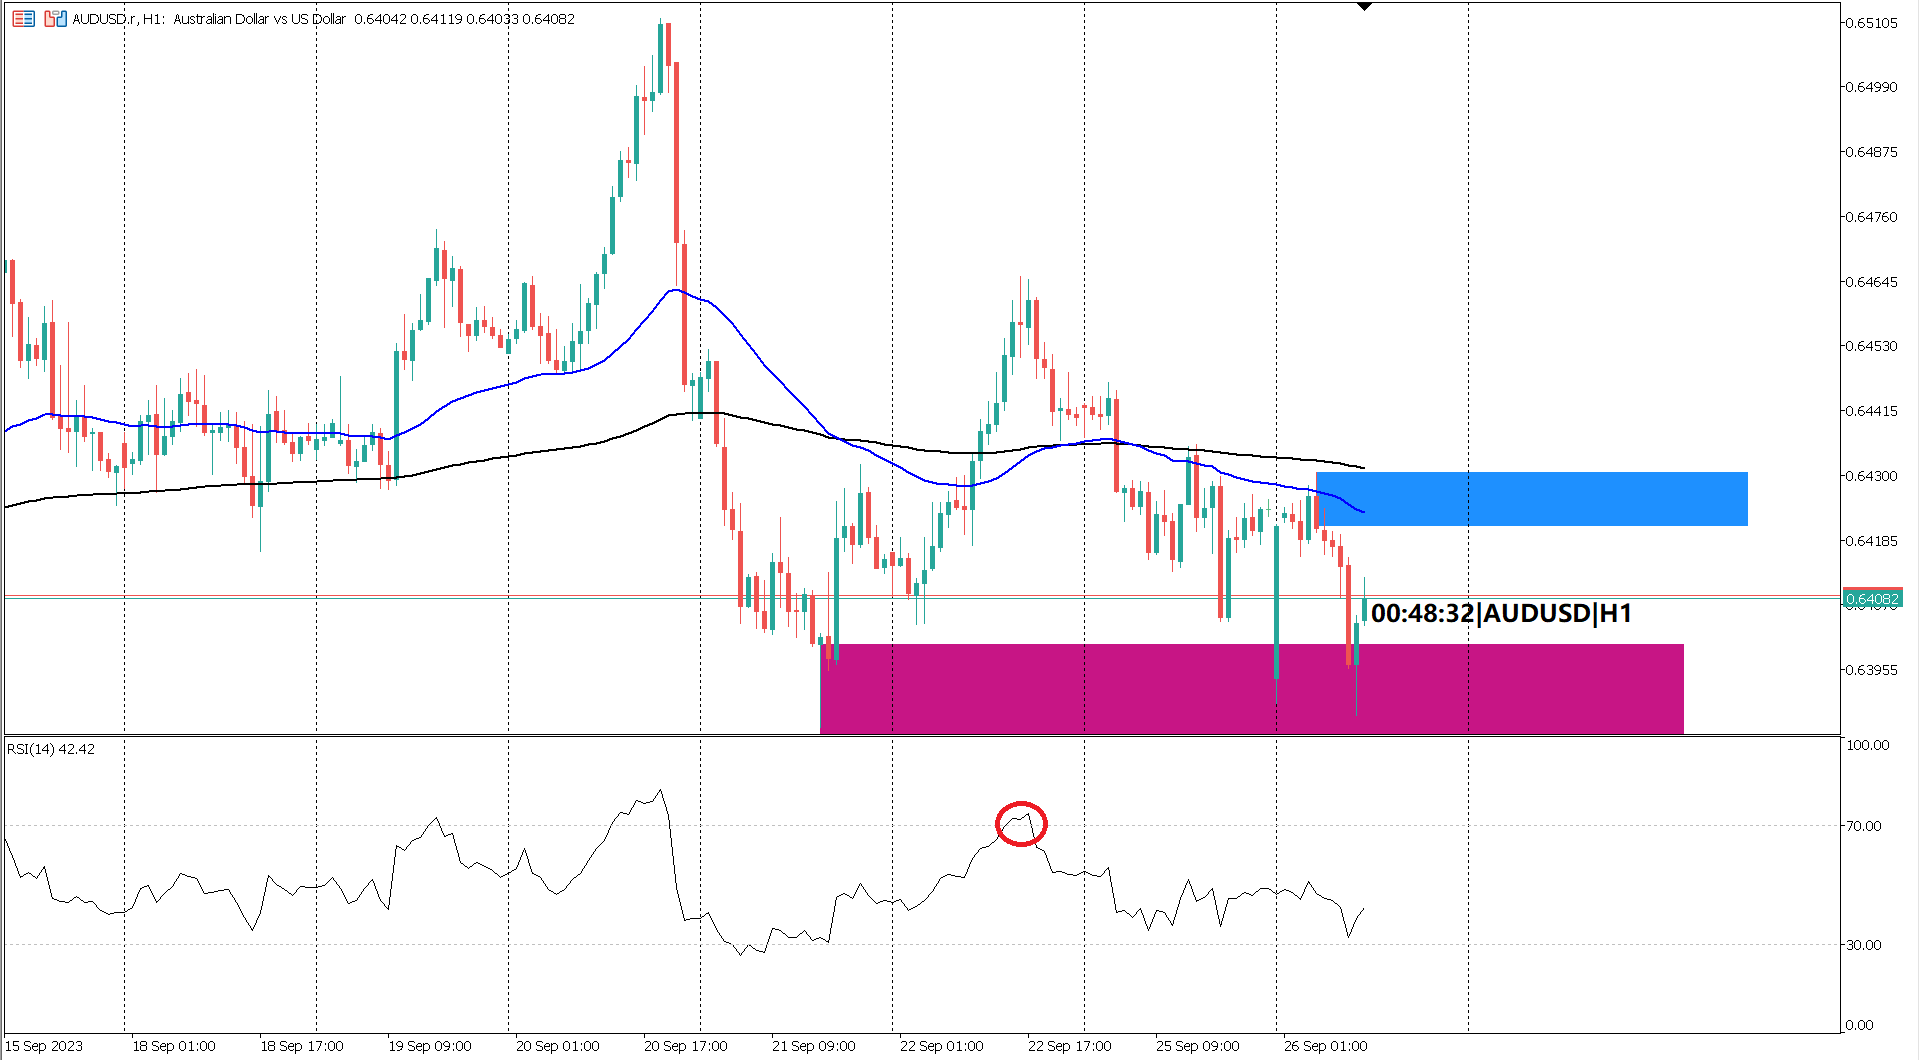 AUDUSD.r, H1: Australian Dollar vs US Dollar 0.64042 0.64119 0.64033 0.64082
0.65105
0.64990
0.64875
0.64760
0.64645
0.64530
0.64415
0.64300
0.64185
0.64082
00:48:32|AUDUSD|H1
0.63955
RSI(14) 42.42
100.00
70.00
30.00
0.00
15 Sep 2023
18 Sep 01:00
18 Sep 17:00
19 Sep 09:00
20 Sep 01:00
20 Sep 17:00
21 Sep 09:00
22 Sep 01:00
22 Sep 17:00
25 Sep 09:00
26 Sep 01:00